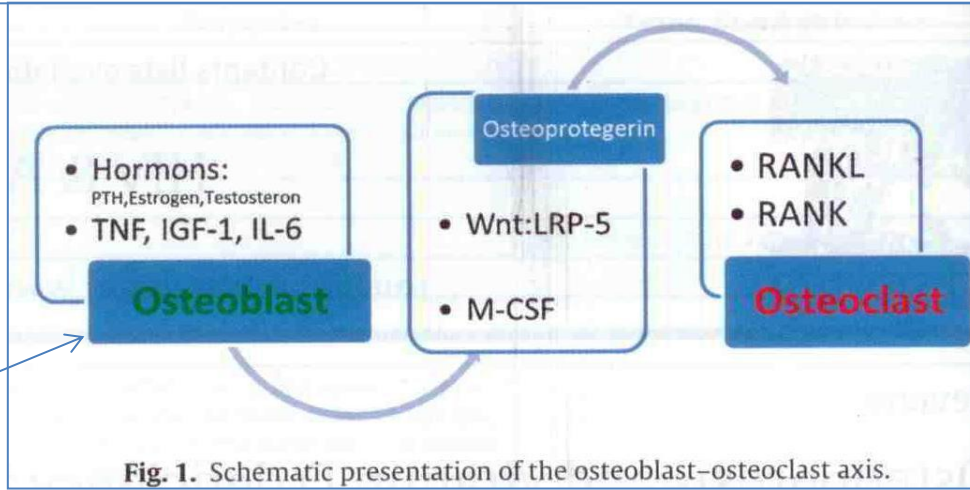 • Hormons:
PTH,Estrogen,Testosteron
• TNF, IGF-1, IL-6
Osteoblast
Osteoprotegerin
• Wnt:LRP-5
• M-CSF
• RANKL
• RANK
Osteoclast
Fig. 1. Schematic presentation of the osteoblast–osteoclast axis.